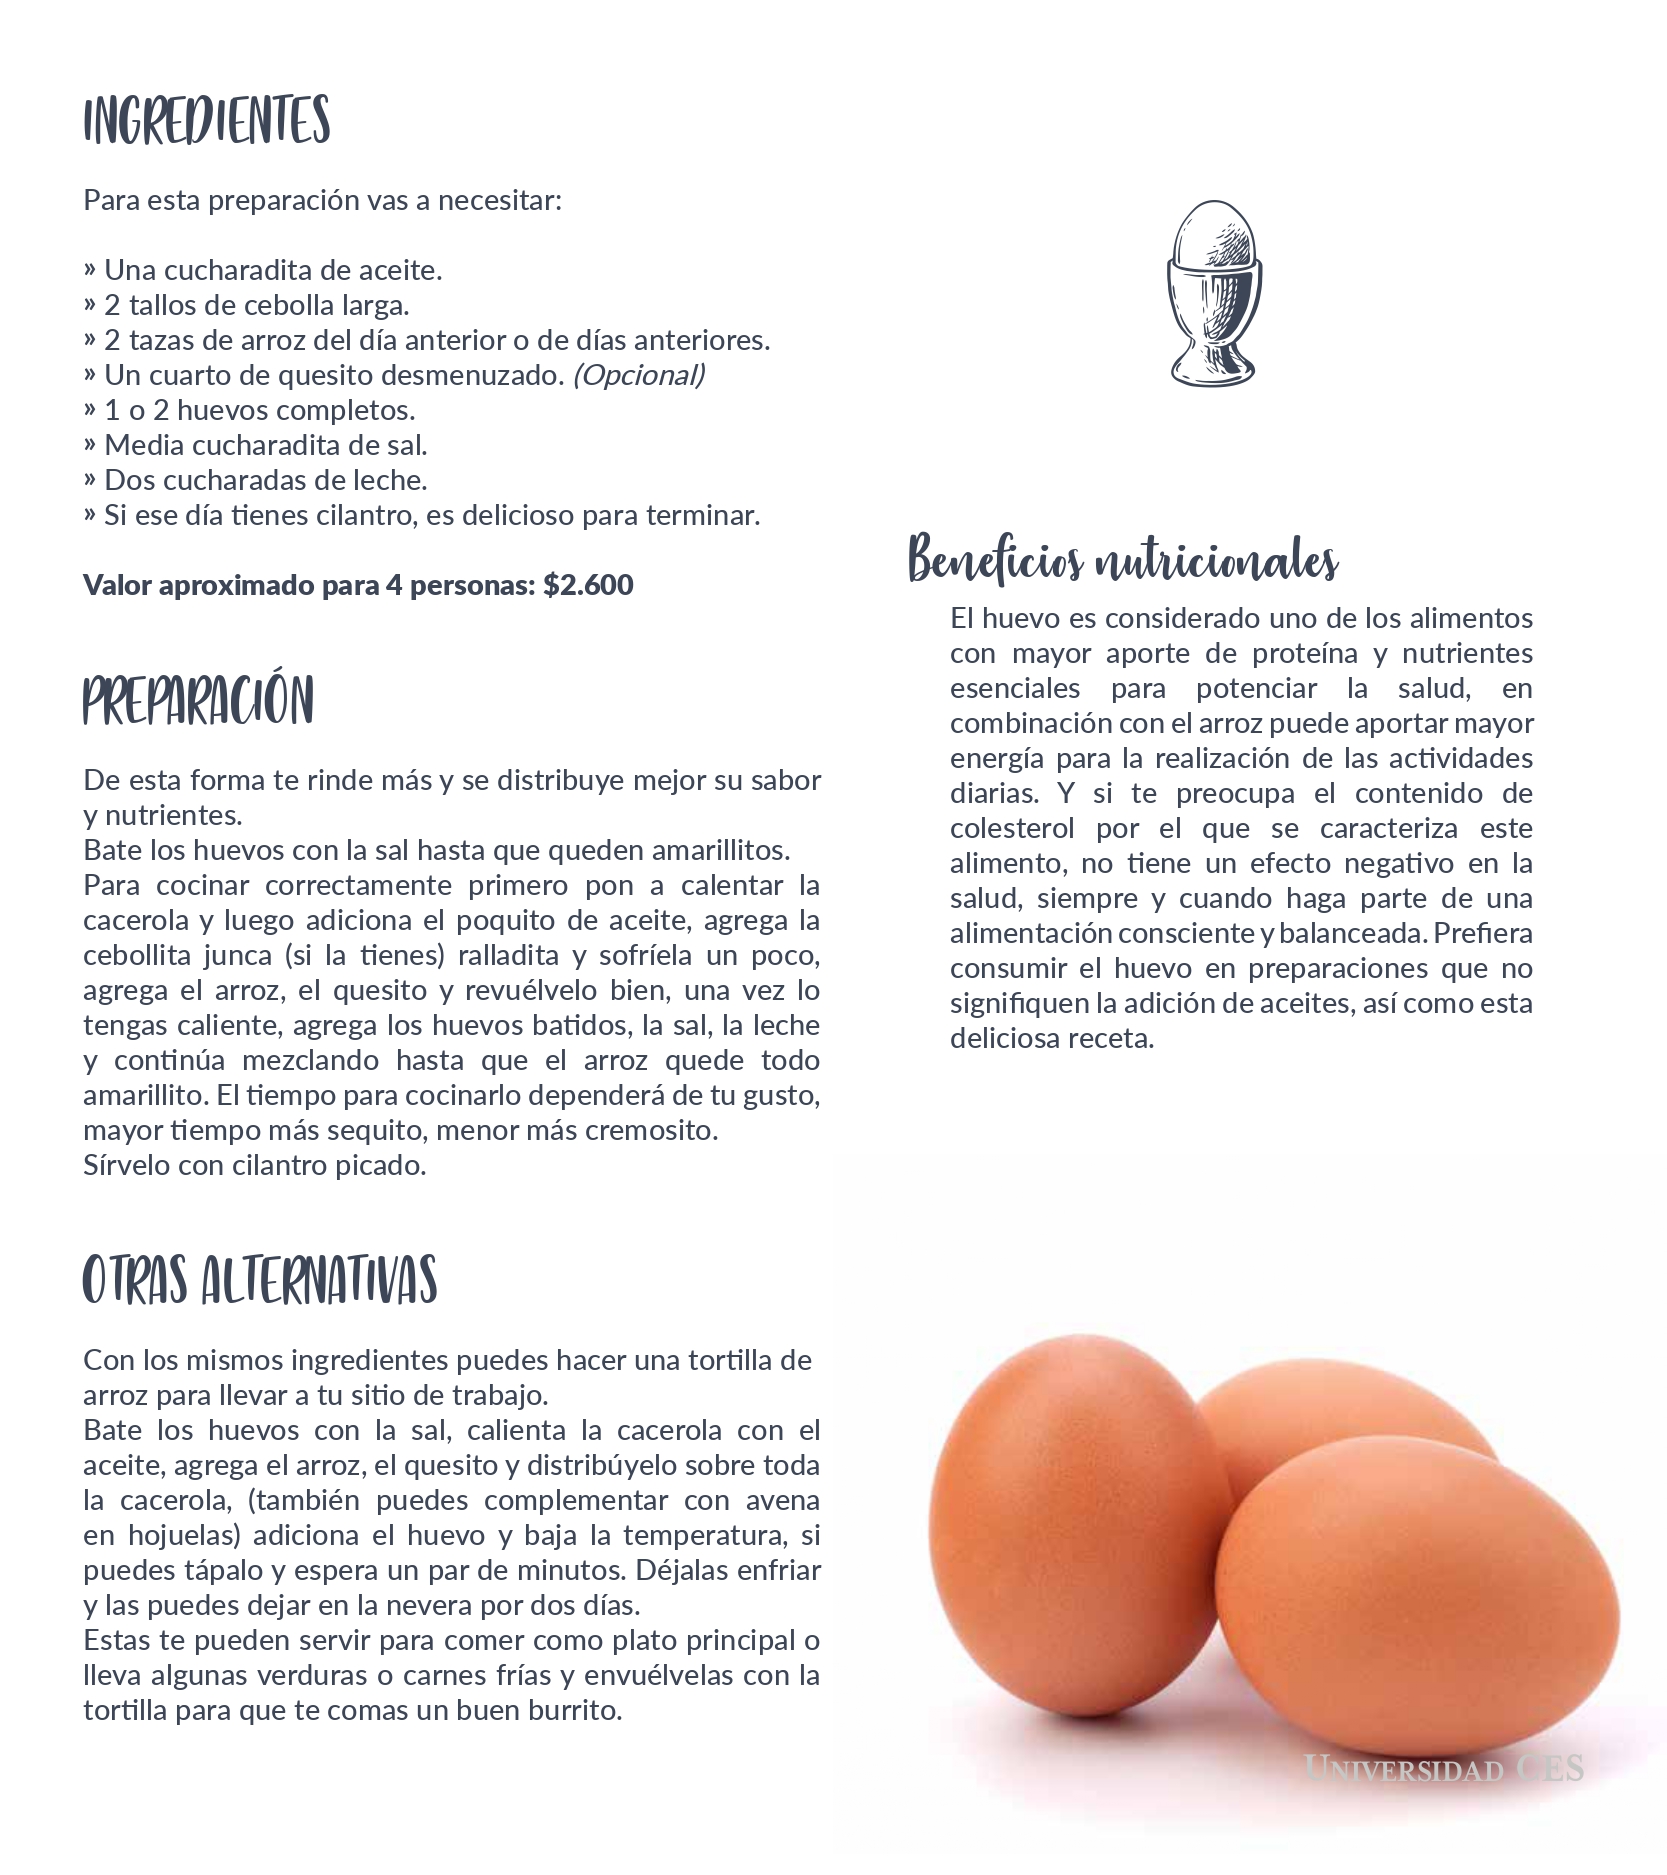 INGREDIENTES
Para esta preparación vas a necesitar:
» Una cucharadita de aceite.
» 2 tallos de cebolla larga.
» 2 tazas de arroz del día anterior o de días anteriores.
» Un cuarto de quesito desmenuzado. (Opcional)
» 1 o 2 huevos completos.
» Media cucharadita de sal.
» Dos cucharadas de leche.
» Si ese día tienes cilantro, es delicioso para terminar.
Valor aproximado para 4 personas: $2.600
PREPARACIÓN
De esta forma te rinde más y se distribuye mejor su sabor
y nutrientes.
Bate los huevos con la sal hasta que queden amarillitos.
Para cocinar correctamente primero pon a calentar la
cacerola y luego adiciona el poquito de aceite, agrega la
cebollita junca (si la tienes) ralladita y sofríela un poco,
agrega el arroz, el quesito y revuélvelo bien, una vez lo
tengas caliente, agrega los huevos batidos, la sal, la leche
y continúa mezclando hasta que el arroz quede todo
amarillito. El tiempo para cocinarlo dependerá de tu gusto,
mayor tiempo más sequito, menor más cremosito.
Sírvelo con cilantro picado.
OTRAS ALTERNATIVAS
Con los mismos ingredientes puedes hacer una tortilla de
arroz para llevar a tu sitio de trabajo.
Bate los huevos con la sal, calienta la cacerola con el
aceite, agrega el arroz, el quesito y distribúyelo sobre toda
la cacerola, (también puedes complementar con avena
en hojuelas) adiciona el huevo y baja la temperatura, si
puedes tápalo y espera un par de minutos. Déjalas enfriar
y las puedes dejar en la nevera por dos días.
Estas te pueden servir para comer como plato principal o
lleva algunas verduras o carnes frías y envuélvelas con la
tortilla para que te comas un buen burrito.
Beneficios nutricionales
El huevo es considerado uno de los alimentos
con mayor aporte de proteína y nutrientes
esenciales para potenciar la salud, en
combinación con el arroz puede aportar mayor
energía para la realización de las actividades
diarias. Y si te preocupa el contenido de
colesterol por el que se caracteriza este
alimento, no tiene un efecto negativo en la
salud, siempre y cuando haga parte de una
alimentación consciente y balanceada. Prefiera
consumir el huevo en preparaciones que no
signifiquen la adición de aceites, así como esta
deliciosa receta.
UNIVERSIDAD CES